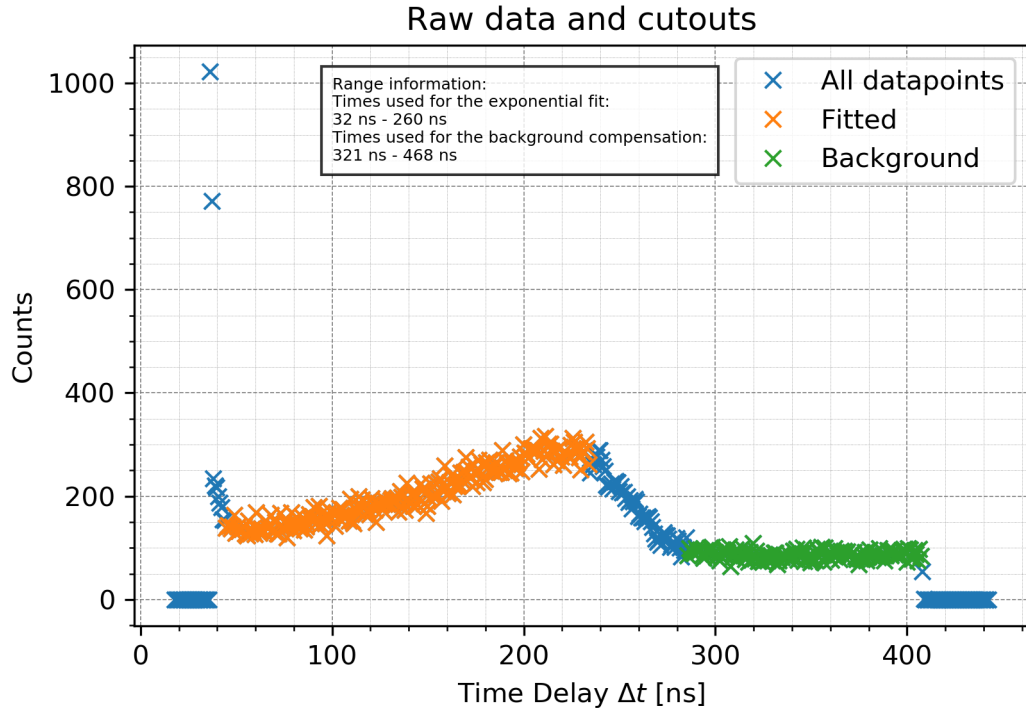 Raw data and cutouts
Range information:
Times used for the exponential fit:
32 ns - 260 ns
Times used for the background compensation:
321 ns - 468 ns
All datapoints
Fitted
Background
Counts
1000
800
600
400
200
0
0 100 200 300 400
Time Delay Δt [ns]